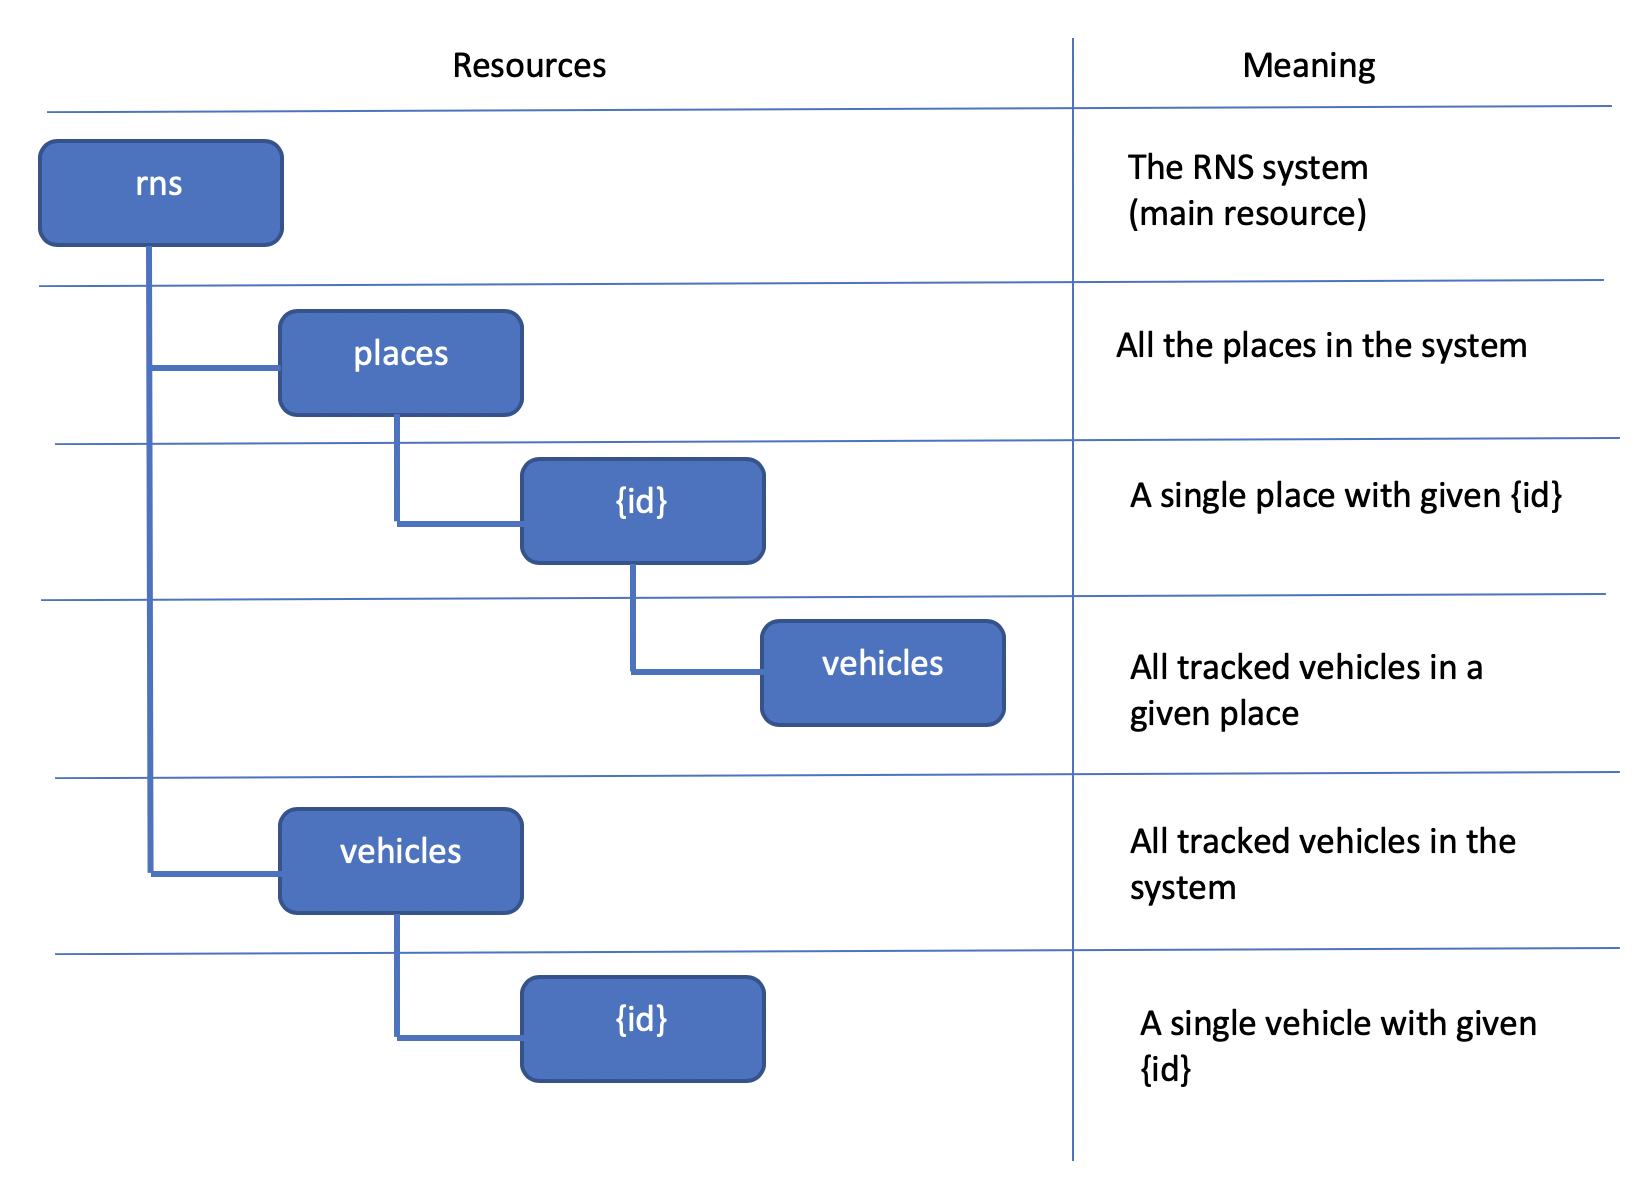 Resources
Meaning
rns
The RNS system
(main resource)
places
All the places in the system
{id}
A single place with given {id}
vehicles
All tracked vehicles in a
given place
vehicles
All tracked vehicles in the
system
{id}
A single vehicle with given
{id}